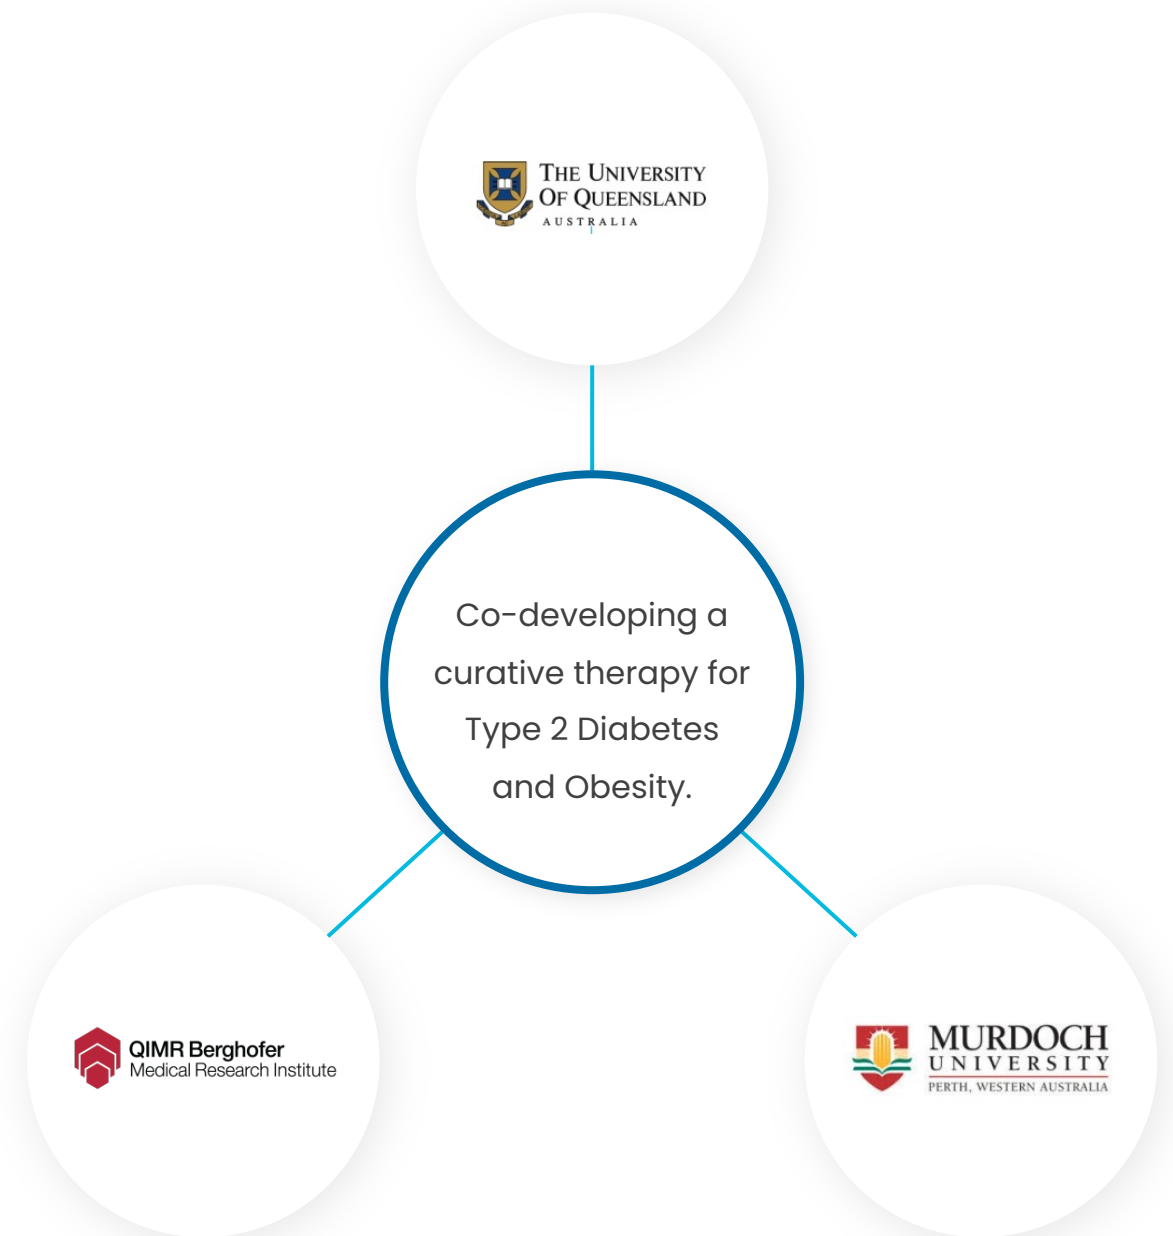 THE UNIVERSITY
OF QUEENSLAND
AUSTRALIA
Co-developing a
curative therapy for
Type 2 Diabetes
and Obesity.
QIMR Berghofer
Medical Research Institute
MURDOCH
UNIVERSITY
PERTH, WESTERN AUSTRALIA